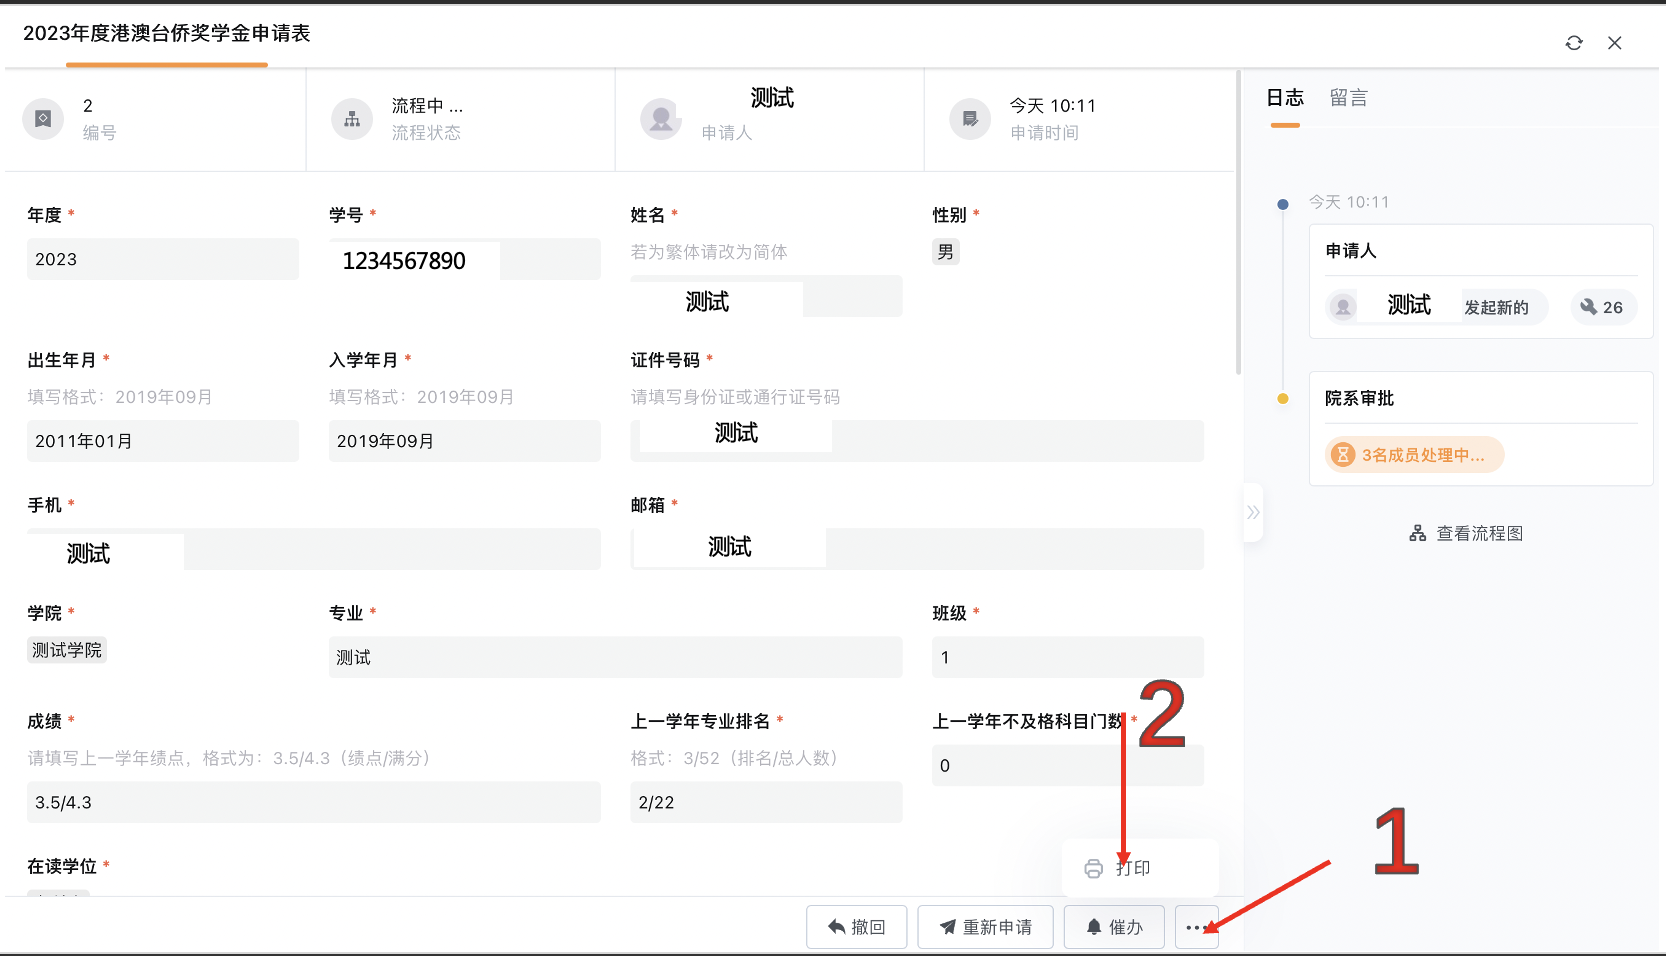 2023年度港澳台侨奖学金申请表
2
编号
流程中 ...
流程状态
测试
申请人
今天 10:11
申请时间
日志 留言
年度 *
2023
学号 *
1234567890
姓名 *
若为繁体请改为简体
测试
性别 *
男
出生年月 *
填写格式：2019年09月
2011年01月
入学年月 *
填写格式：2019年09月
2019年09月
证件号码 *
请填写身份证或通行证号码
测试
手机 *
测试
邮箱 *
测试
学院 *
测试学院
专业 *
测试
班级 *
1
成绩 *
请填写上一学年绩点，格式为：3.5/4.3（绩点/满分）
3.5/4.3
上一学年专业排名 *
格式：3/52（排名/总人数）
2/22
上一学年不及格科目门数 *
0
在读学位 *
2
打印
1
撤回 重新申请 催办 ...
今天 10:11
申请人
测试 发起新的 26
院系审批
3名成员处理中...
查看流程图